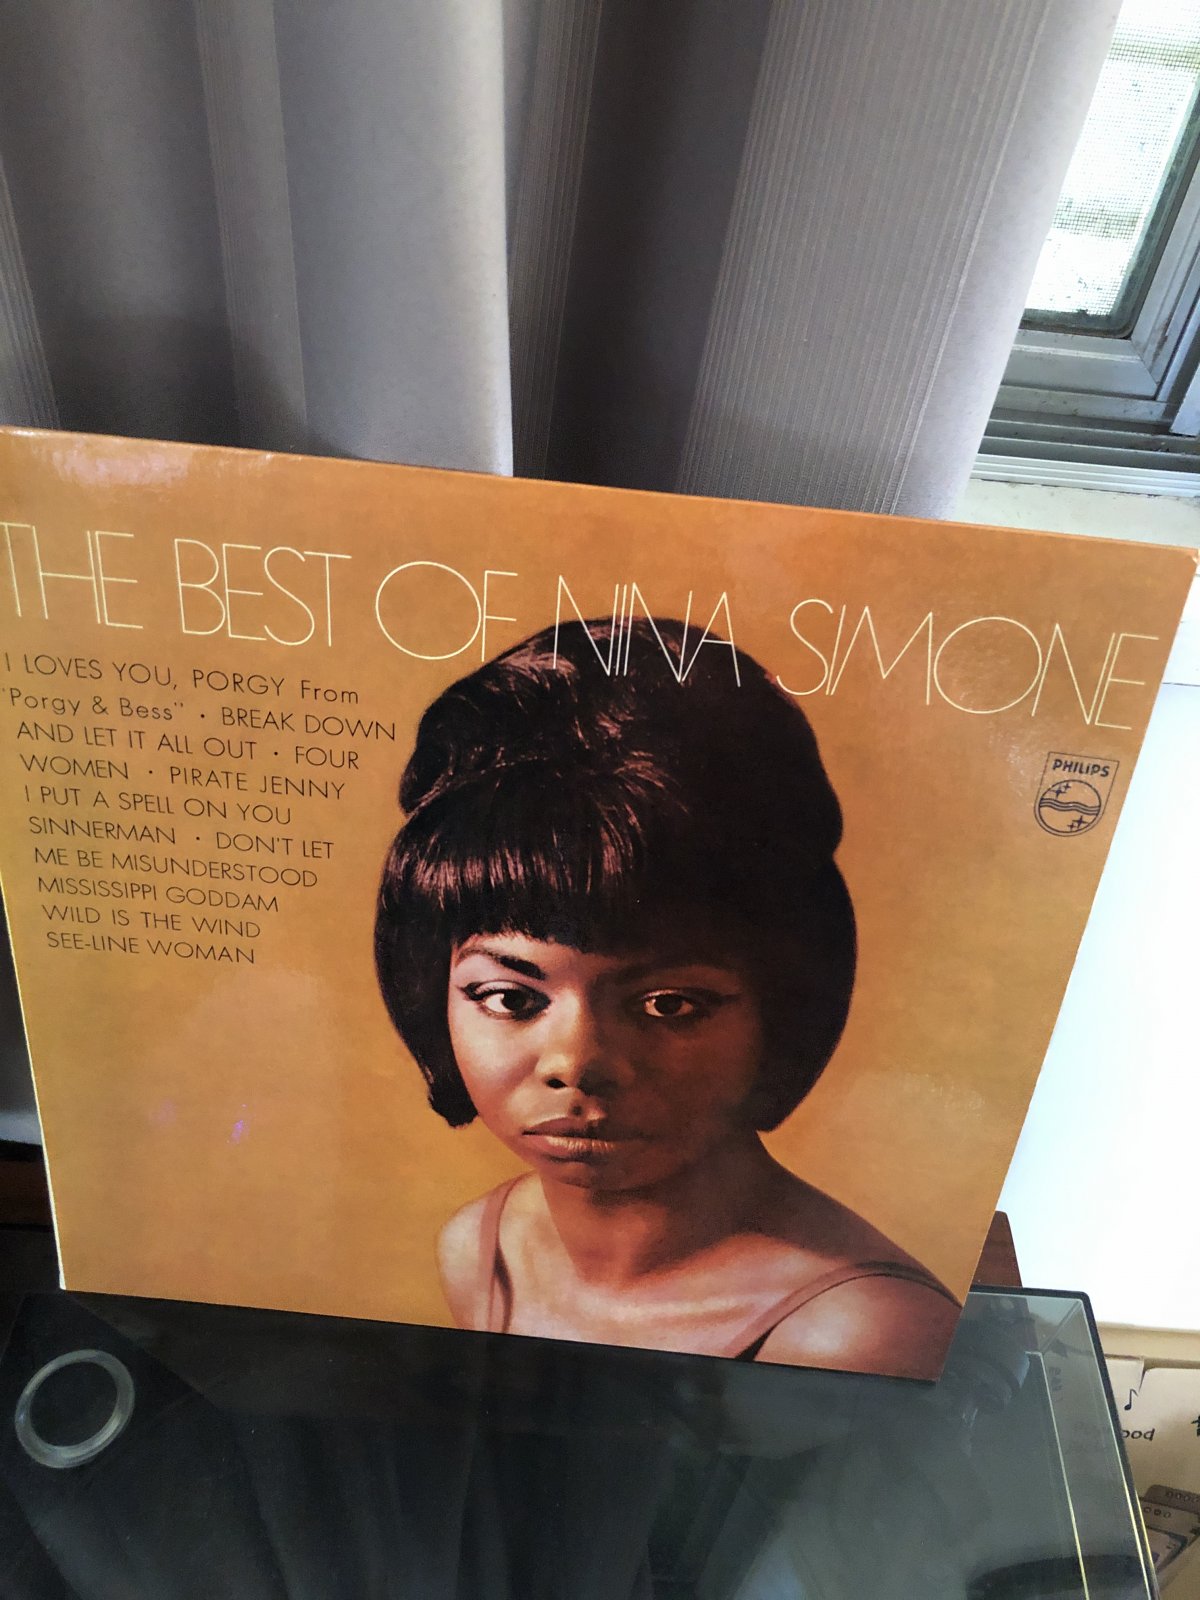 THE BEST OF NINA SIMONE
I LOVES YOU, PORGY From
"Porgy & Bess" · BREAK DOWN
AND LET IT ALL OUT · FOUR
WOMEN · PIRATE JENNY
I PUT A SPELL ON YOU
SINNERMAN · DON'T LET
ME BE MISUNDERSTOOD
MISSISSIPPI GODDAM
WILD IS THE WIND
SEE-LINE WOMAN
PHILIPS